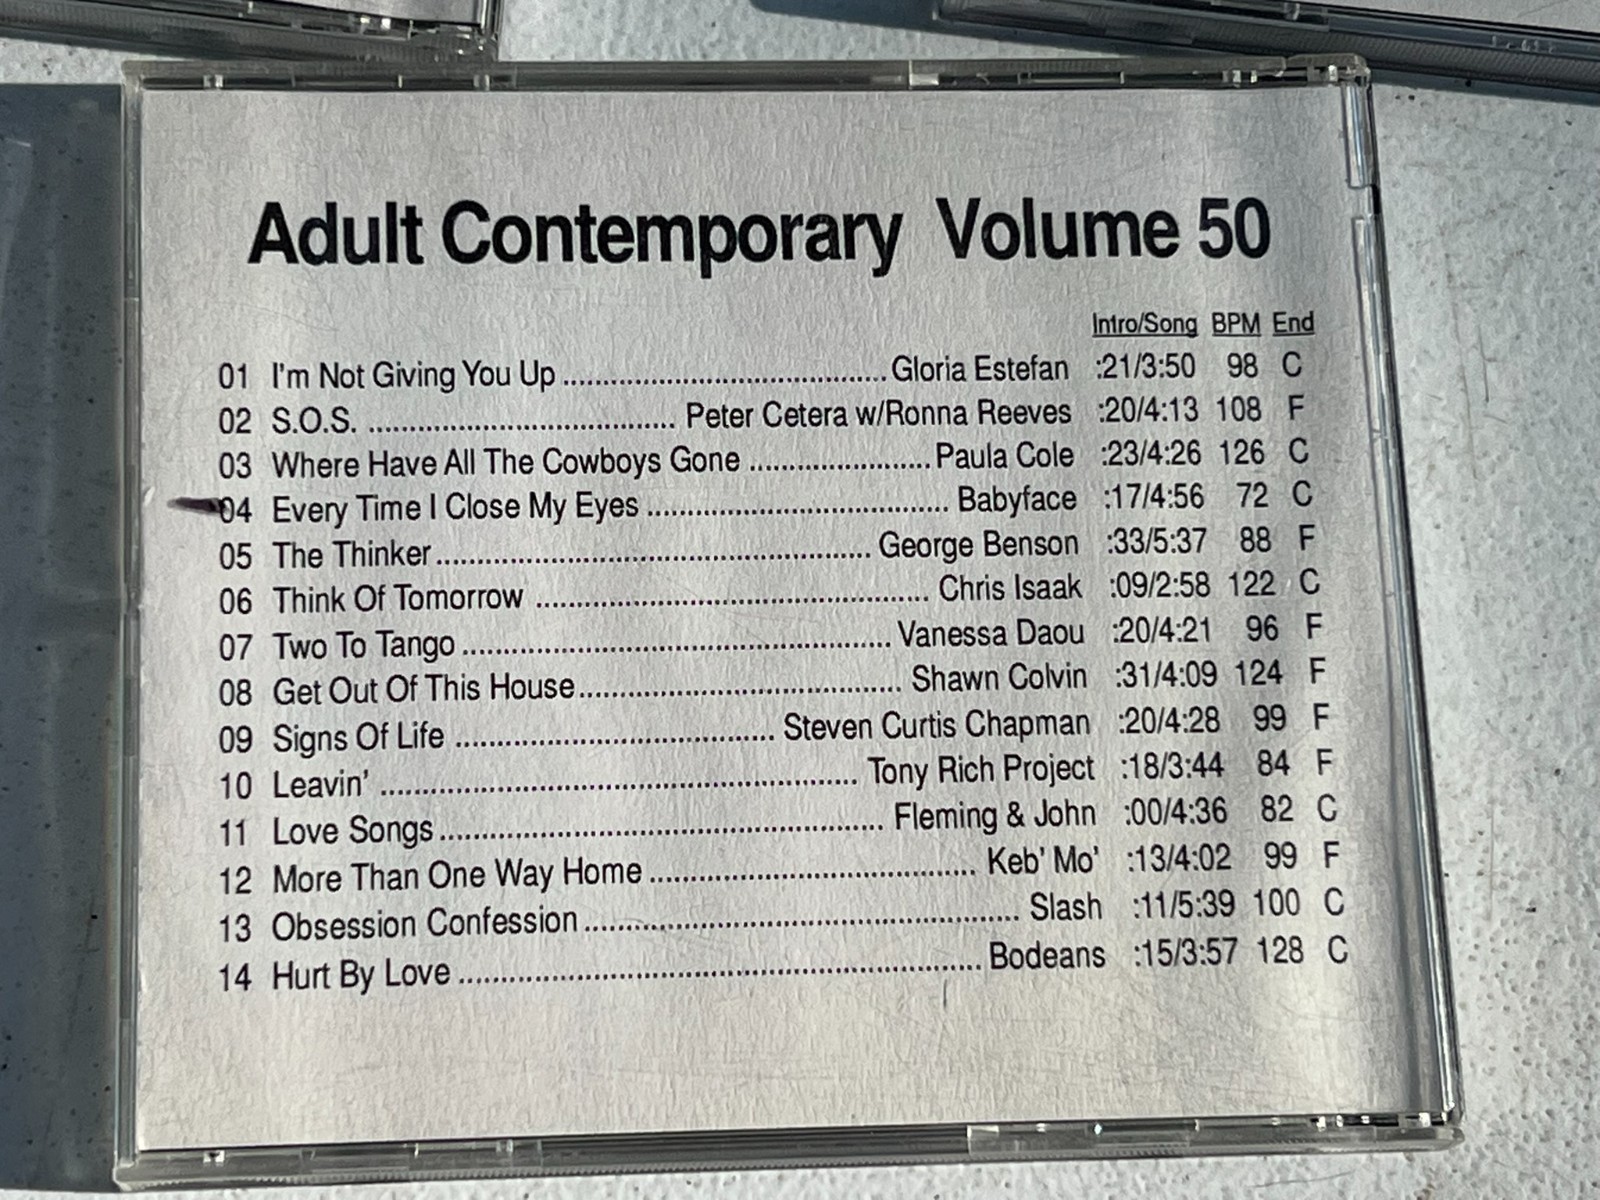 Adult Contemporary Volume 50
Intro/Song BPM End
01 I'm Not Giving You Up ........................................ Gloria Estefan :21/3:50 98 C
02 S.O.S. ...................................... Peter Cetera w/Ronna Reeves :20/4:13 108 F
03 Where Have All The Cowboys Gone ...................... Paula Cole :23/4:26 126 C
04 Every Time I Close My Eyes ..................................... Babyface :17/4:56 72 C
05 The Thinker ..................................................... George Benson :33/5:37 88 F
06 Think Of Tomorrow ................................................ Chris Isaak :09/2:58 122 C
07 Two To Tango ..................................................... Vanessa Daou :20/4:21 96 F
08 Get Out Of This House ........................................ Shawn Colvin :31/4:09 124 F
09 Signs Of Life ....................................... Steven Curtis Chapman :20/4:28 99 F
10 Leavin' ........................................................... Tony Rich Project :18/3:44 84 F
11 Love Songs ...................................................... Fleming & John :00/4:36 82 C
12 More Than One Way Home ........................................ Keb' Mo' :13/4:02 99 F
13 Obsession Confession ..................................................... Slash :11/5:39 100 C
14 Hurt By Love ................................................................ Bodeans :15/3:57 128 C